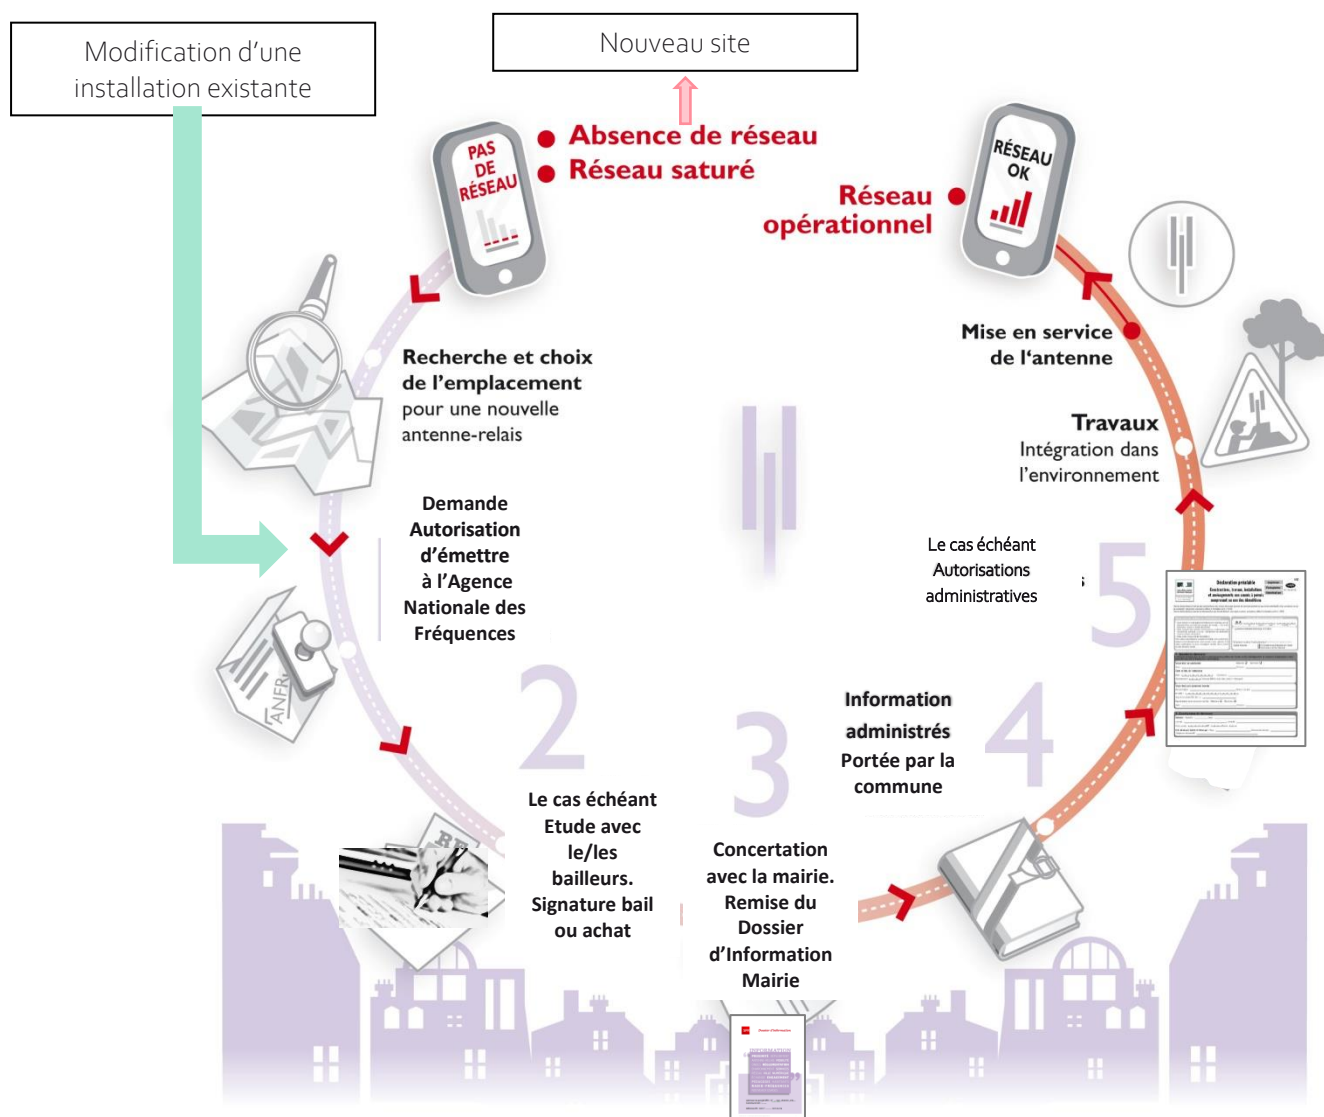 Modification d'une
installation existante
Nouveau site
Absence de réseau
Réseau saturé
PAS
DE
RÉSEAU
RÉSEAU
OK
Réseau
opérationnel
Recherche et choix
de l'emplacement
pour une nouvelle
antenne-relais
Mise en service
de l'antenne
Travaux
Intégration dans
l'environnement
Demande
Autorisation
d'émettre
à l'Agence
Nationale des
Fréquences
ANFR
2
Le cas échéant
Etude avec
le/les
bailleurs.
Signature bail
ou achat
3
Concertation
avec la mairie.
Remise du
Dossier
d'Information
Mairie
4
Information
administrés
Portée par la
commune
5
Le cas échéant
Autorisations
administratives
s
Déclaration préalable
Dossier d'Information